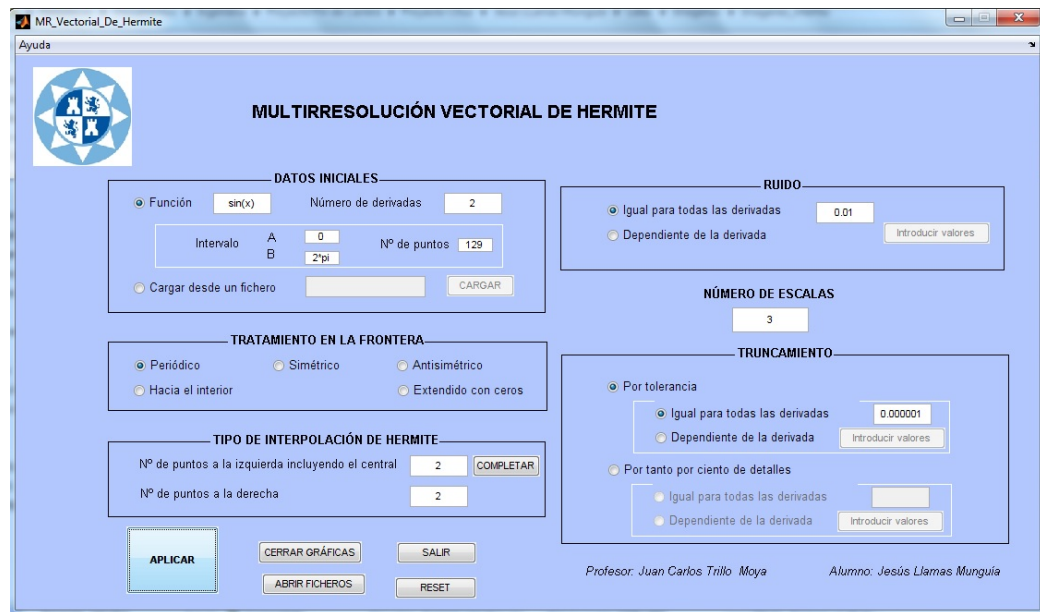 MR_Vectorial_De_Hermite
Ayuda
MULTIRRESOLUCIÓN VECTORIAL DE HERMITE
DATOS INICIALES
Función sin(x) Número de derivadas 2
Intervalo A 0 Nº de puntos 129
B 2*pi
Cargar desde un fichero CARGAR
TRATAMIENTO EN LA FRONTERA
Periódico Simétrico Antisimétrico
Hacia el interior Extendido con ceros
TIPO DE INTERPOLACIÓN DE HERMITE
Nº de puntos a la izquierda incluyendo el central 2 COMPLETAR
Nº de puntos a la derecha 2
APLICAR
CERRAR GRÁFICAS SALIR
ABRIR FICHEROS RESET
RUIDO
Igual para todas las derivadas 0.01
Dependiente de la derivada Introducir valores
NÚMERO DE ESCALAS
3
TRUNCAMIENTO
Por tolerancia
Igual para todas las derivadas 0.000001
Dependiente de la derivada Introducir valores
Por tanto por ciento de detalles
Igual para todas las derivadas
Dependiente de la derivada Introducir valores
Profesor: Juan Carlos Trillo Moya Alumno: Jesús Llamas Munguía